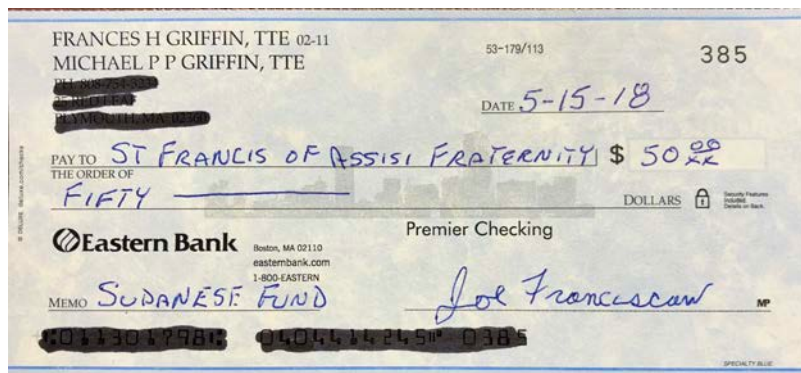 FRANCES H GRIFFIN, TTE 02-11
MICHAEL P P GRIFFIN, TTE
53-179/113
385
DATE 5-15-18
PAY TO THE ORDER OF ST FRANCIS OF ASSISI FRATERNITY $ 50 00/XX
FIFTY DOLLARS
Security Features Included. Details on Back.
Eastern Bank
Boston, MA 02110
easternbank.com
1-800-EASTERN
Premier Checking
MEMO SUDANESE FUND
Joe Franciscan MP
SPECIALTY BLUE